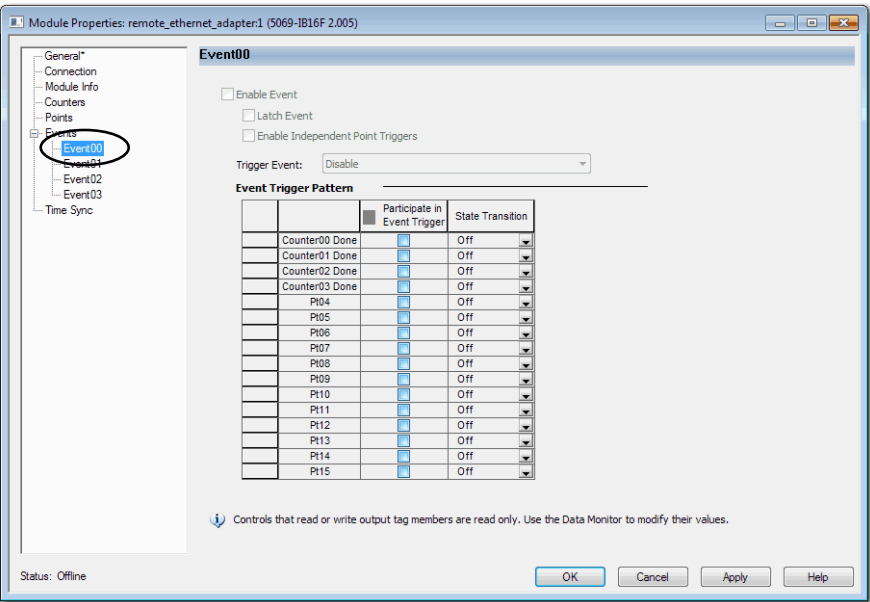 Module Properties: remote_ethernet_adapter:1 (5069-IB16F 2.005)
General*
Connection
Module Info
Counters
Points
Events
Event00
Event01
Event02
Event03
Time Sync
Event00
Enable Event
Latch Event
Enable Independent Point Triggers
Trigger Event: Disable
Event Trigger Pattern
Participate in Event Trigger State Transition
Counter00 Done Off
Counter01 Done Off
Counter02 Done Off
Counter03 Done Off
Pt04 Off
Pt05 Off
Pt06 Off
Pt07 Off
Pt08 Off
Pt09 Off
Pt10 Off
Pt11 Off
Pt12 Off
Pt13 Off
Pt14 Off
Pt15 Off
Controls that read or write output tag members are read only. Use the Data Monitor to modify their values.
Status: Offline
OK Cancel Apply Help